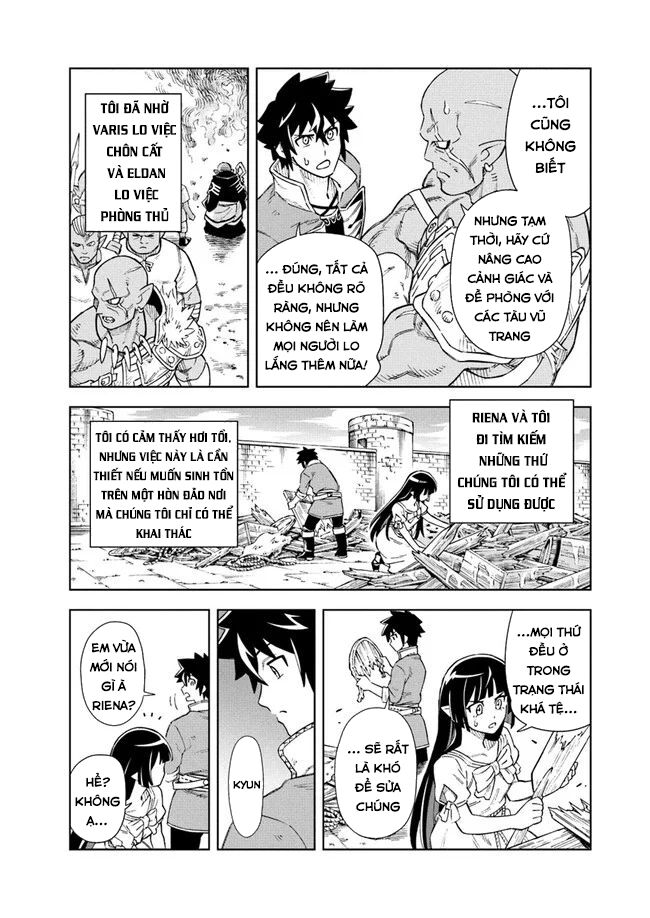 ...TÔI
CŨNG
KHÔNG
BIẾT
NHƯNG TẠM
THỜI, HÃY CỨ
NÂNG CAO
CẢNH GIÁC VÀ
ĐỀ PHÒNG VỚI
CÁC TÀU VŨ
TRANG
... ĐÚNG, TẤT CẢ
ĐỀU KHÔNG RÕ
RÀNG, NHƯNG
KHÔNG NÊN LÀM
MỌI NGƯỜI LO
LẮNG THÊM NỮA!
TÔI ĐÃ NHỜ
VARIS LO VIỆC
CHÔN CẤT
VÀ ELDAN
LO VIỆC
PHÒNG THỦ
RIENA VÀ TÔI
ĐI TÌM KIẾM
NHỮNG THỨ
CHÚNG TÔI CÓ THỂ
SỬ DỤNG ĐƯỢC
TÔI CÓ CẢM THẤY HƠI TỒI,
NHƯNG VIỆC NÀY LÀ CẦN
THIẾT NẾU MUỐN SINH TỒN
TRÊN MỘT HÒN ĐẢO NƠI
MÀ CHÚNG TÔI CHỈ CÓ THỂ
KHAI THÁC
...MỌI THỨ
ĐỀU Ở
TRONG
TRẠNG THÁI
KHÁ TỆ...
... SẼ RẤT
LÀ KHÓ
ĐỂ SỬA
CHÚNG
KYUN
EM VỪA
MỚI NÓI
GÌ À
RIENA?
HỀ?
KHÔNG
Ạ...